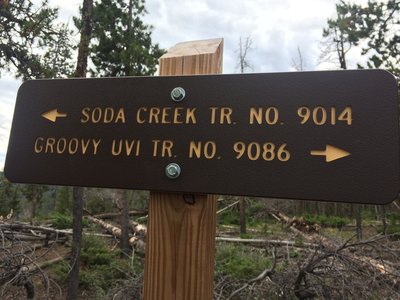 ← SODA CREEK TR. NO. 9014
GROOVY UVI TR. NO. 9086 →